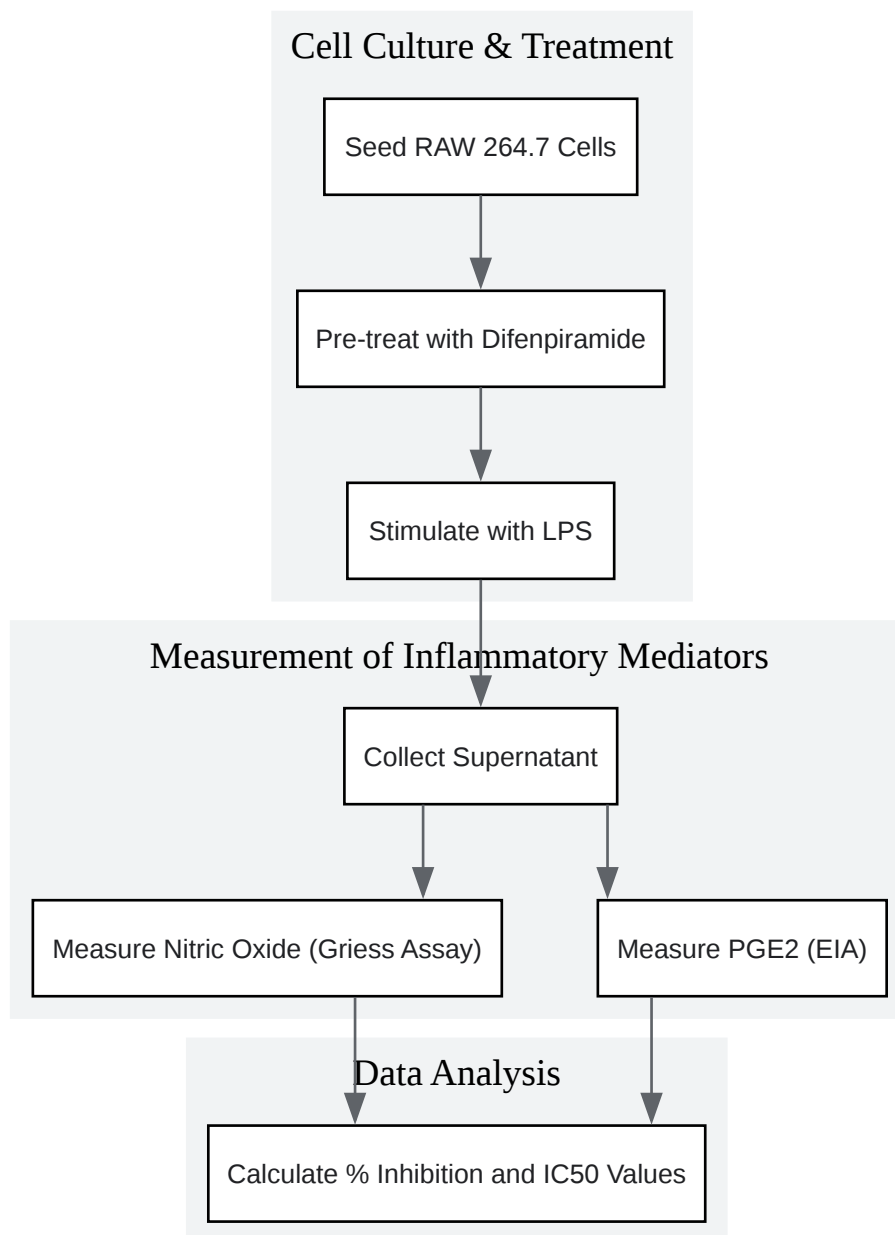 Cell Culture & Treatment
Seed RAW 264.7 Cells
Pre-treat with Difenpiramide
Stimulate with LPS
Measurement of Inflammatory Mediators
Collect Supernatant
Measure Nitric Oxide (Griess Assay)
Measure PGE2 (EIA)
Data Analysis
Calculate % Inhibition and IC50 Values